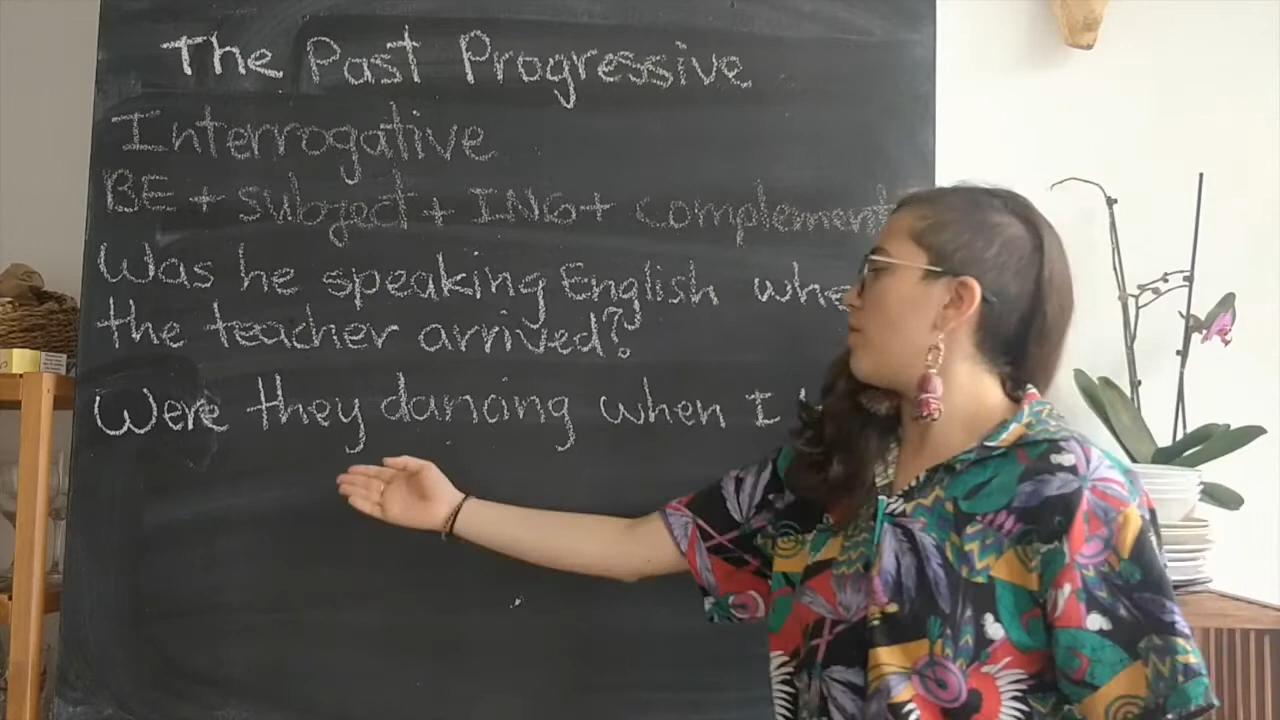 The Past Progressive
Interrogative
BE + subject + ING + complement
Was he speaking English whe
the teacher arrived?
Were they dancing when I